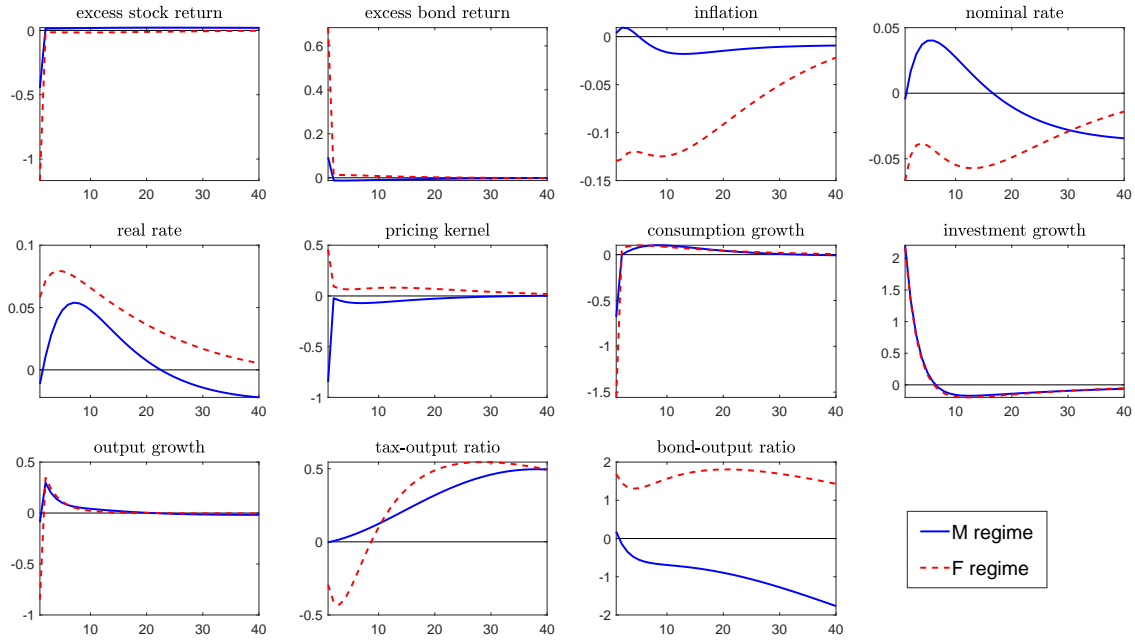 excess stock return
0
-0.5
-1
10 20 30 40
excess bond return
0.6
0.4
0.2
0
10 20 30 40
inflation
0
-0.05
-0.1
-0.15
10 20 30 40
nominal rate
0.05
0
-0.05
10 20 30 40
real rate
0.1
0.05
0
10 20 30 40
pricing kernel
0.5
0
-0.5
-1
10 20 30 40
consumption growth
0
-0.5
-1
-1.5
10 20 30 40
investment growth
2
1.5
1
0.5
0
10 20 30 40
output growth
0.5
0
-0.5
-1
10 20 30 40
tax-output ratio
0.5
0
0.5
10 20 30 40
bond-output ratio
2
1
0
-1
-2
10 20 30 40
M regime
F regime